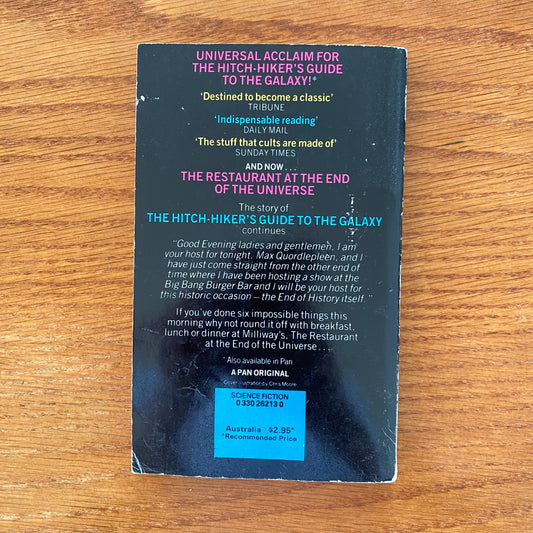 UNIVERSAL ACCLAIM FOR
THE HITCH-HIKER'S GUIDE
TO THE GALAXY!*
'Destined to become a classic'
TRIBUNE
'Indispensable reading'
DAILY MAIL
'The stuff that cults are made of'
SUNDAY TIMES
AND NOW...
THE RESTAURANT AT THE END
OF THE UNIVERSE
The story of
THE HITCH-HIKER'S GUIDE TO THE GALAXY
continues...
"Good Evening ladies and gentlemen, I am
your host for tonight, Max Quordlepleen, and I
have just come straight from the other end of
time where I have been hosting a show at the
Big Bang Burger Bar and I will be your host for
this historic occasion – the End of History itself."
If you've done six impossible things this
morning why not round it off with breakfast,
lunch or dinner at Milliway's, The Restaurant
at the End of the Universe....
* Also available in Pan
A PAN ORIGINAL
Cover illustration by Chris Moore
SCIENCE FICTION
0 330 26213 0
Australia $2.95*
*Recommended Price